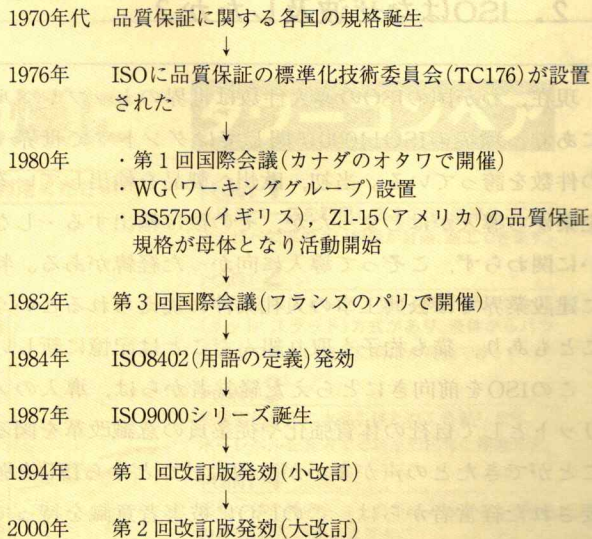 1970年代 品質保証に関する各国の規格誕生
↓
1976年 ISOに品質保証の標準化技術委員会(TC176)が設置
された
↓
1980年 ・第1回国際会議(カナダのオタワで開催)
・WG(ワーキンググループ)設置
・BS5750(イギリス), Z1-15(アメリカ)の品質保証
規格が母体となり活動開始
↓
1982年 第3回国際会議(フランスのパリで開催)
↓
1984年 ISO8402(用語の定義)発効
↓
1987年 ISO9000シリーズ誕生
↓
1994年 第1回改訂版発効(小改訂)
↓
2000年 第2回改訂版発効(大改訂)